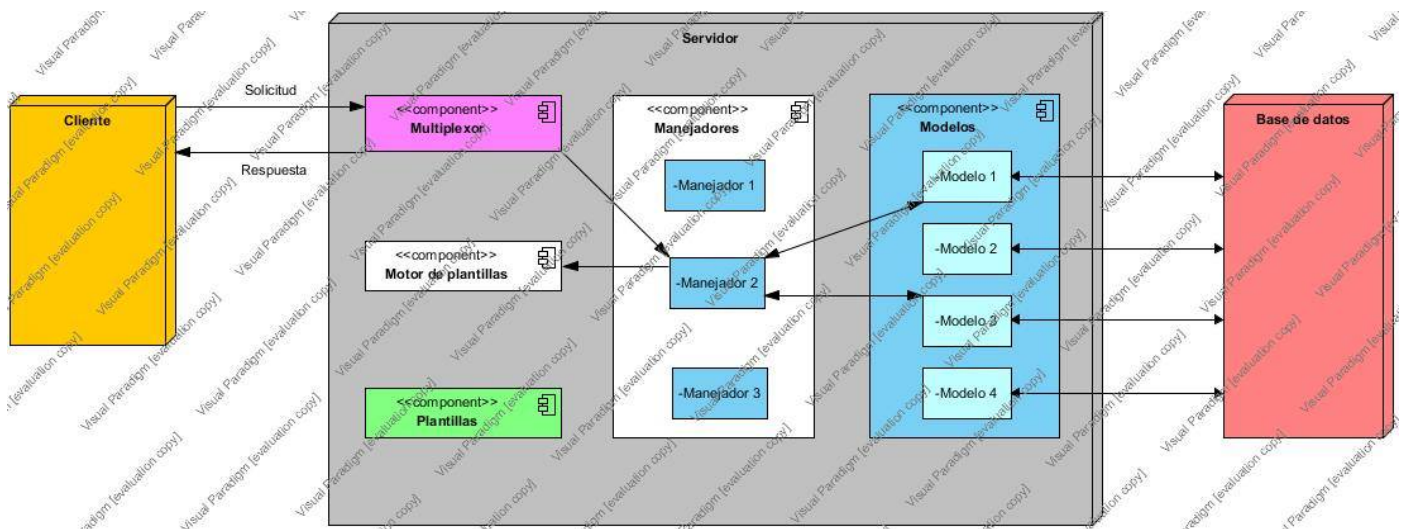 Servidor
Solicitud
Respuesta
Cliente
<<component>>
Multiplexor
<<component>>
Motor de plantillas
<<component>>
Plantillas
<<component>>
Manejadores
-Manejador 1
-Manejador 2
-Manejador 3
<<component>>
Modelos
-Modelo 1
-Modelo 2
-Modelo 3
-Modelo 4
Base de datos
Visual Paradigm [evaluation copy]